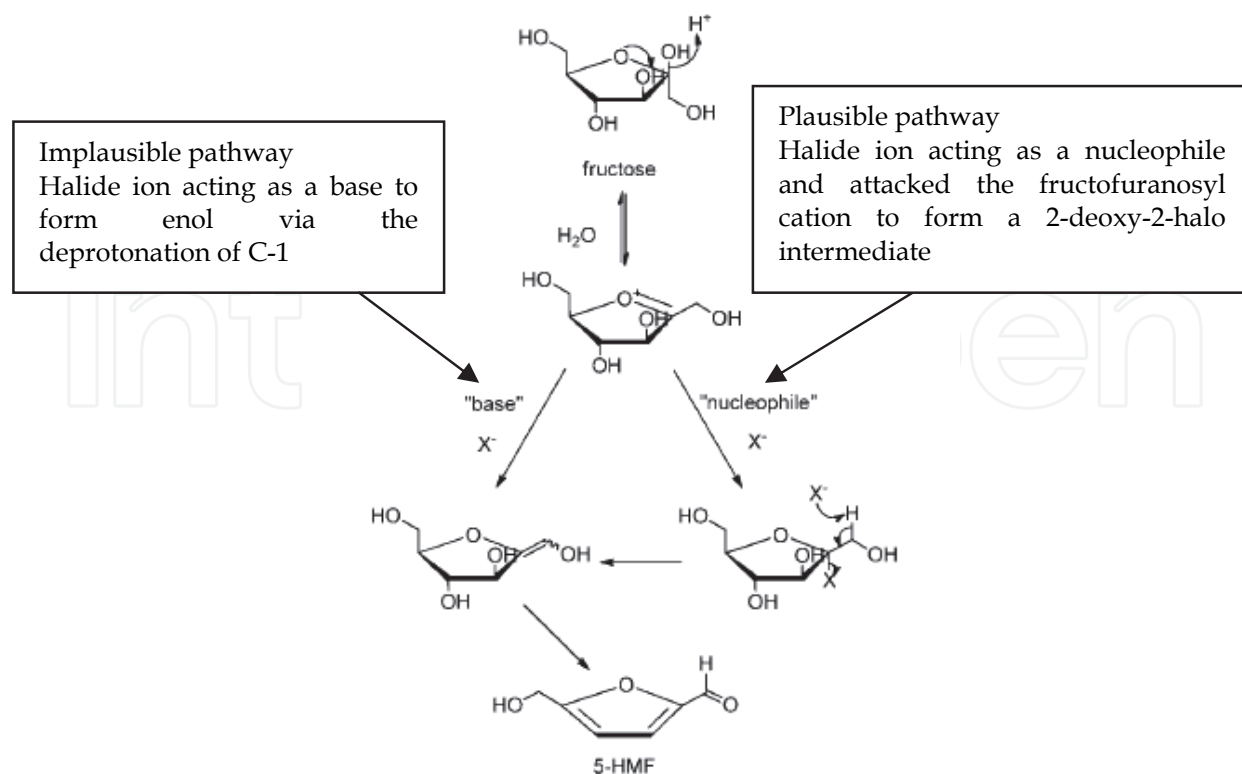 H+
HO
O
OH
OH
OH
OH
fructose
Implausible pathway
Halide ion acting as a base to
form enol via the
deprotonation of C-1
Plausible pathway
Halide ion acting as a nucleophile
and attacked the fructofuranosyl
cation to form a 2-deoxy-2-halo
intermediate
H2O
HO
O+
OH
OH
OH
Int
en
"base"
X-
"nucleophile"
X-
HO
O
OH
OH
OH
X-
H
HO
O
OH
OH
X
OH
H
HO
O
O
5-HMF